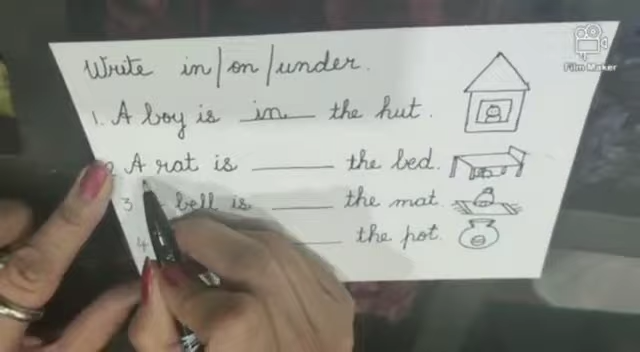 Write in/on/under.
1. A boy is in the hut.
2 A rat is ______ the bed.
3 bell is ______ the mat.
4 ______ the pot.
Film Maker